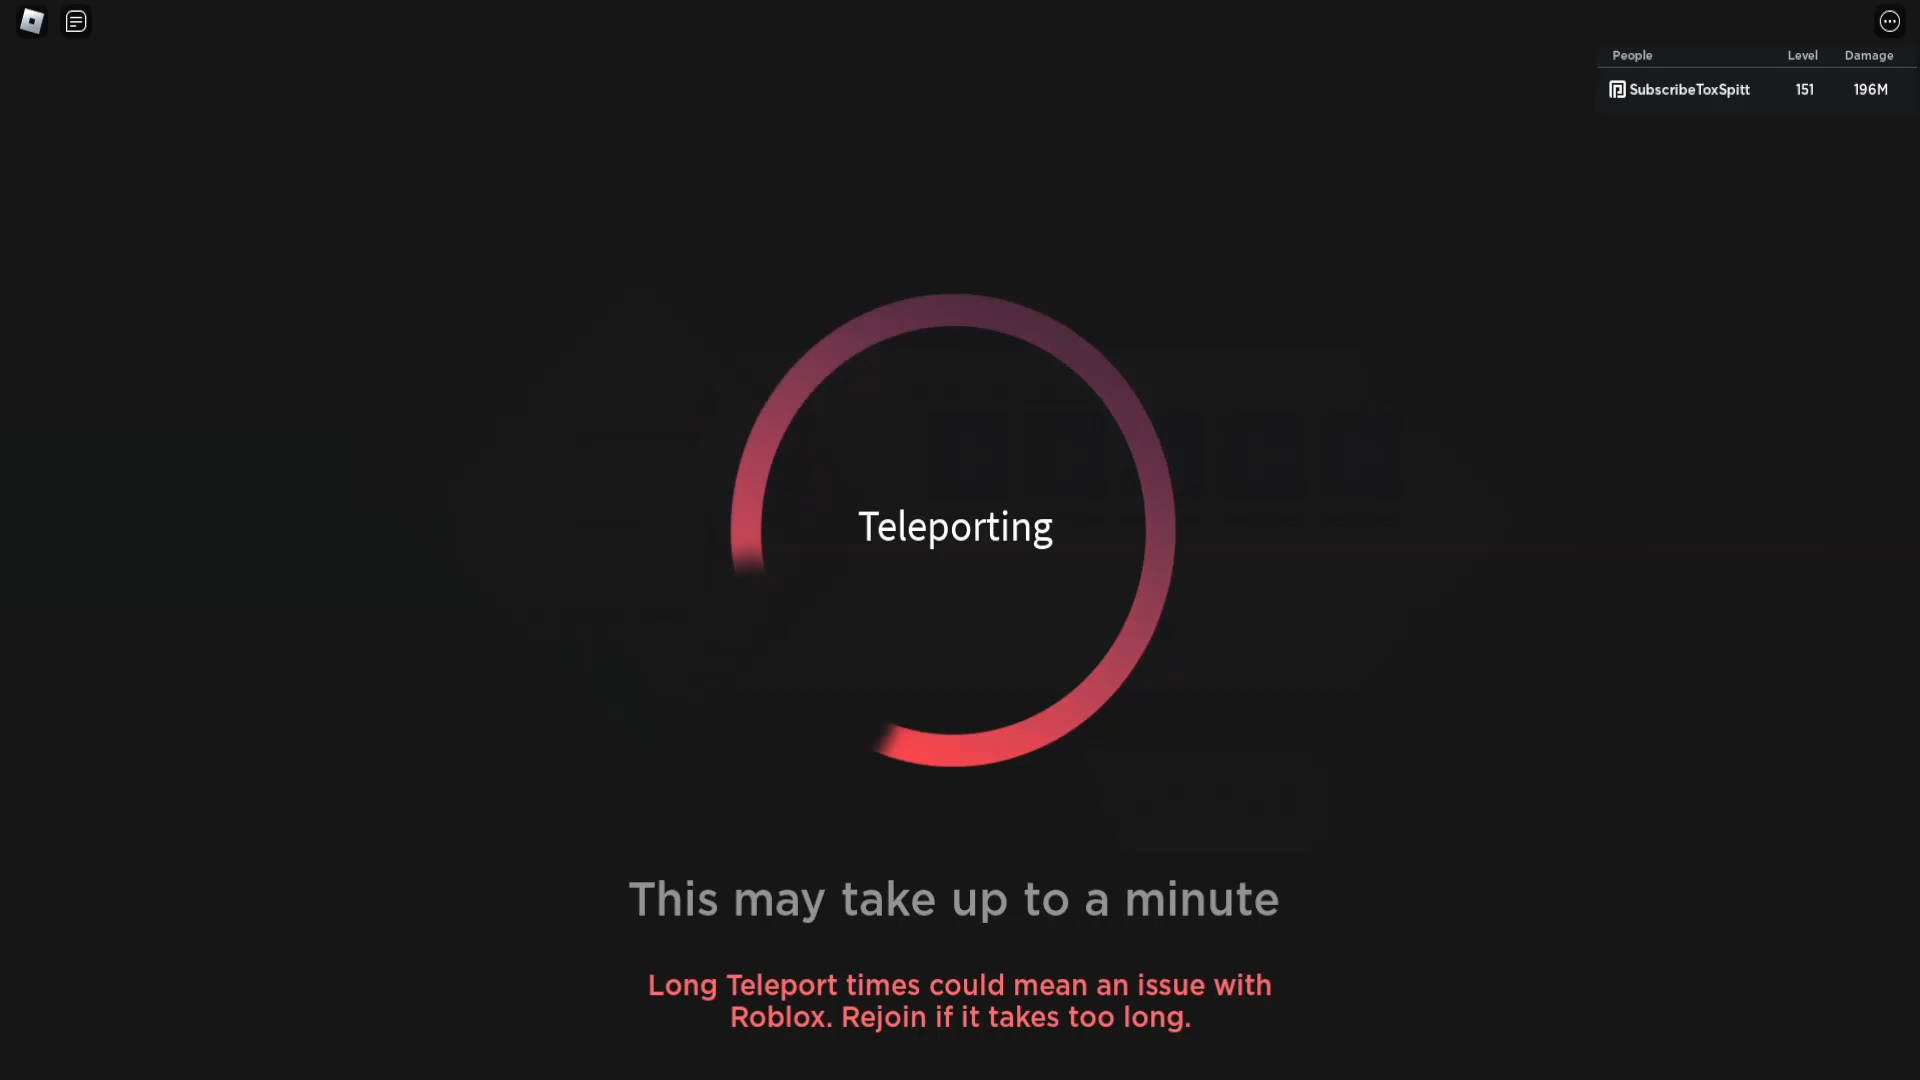 People Level Damage
SubscribeToxSpitt 151 196M
Teleporting
This may take up to a minute
Long Teleport times could mean an issue with
Roblox. Rejoin if it takes too long.